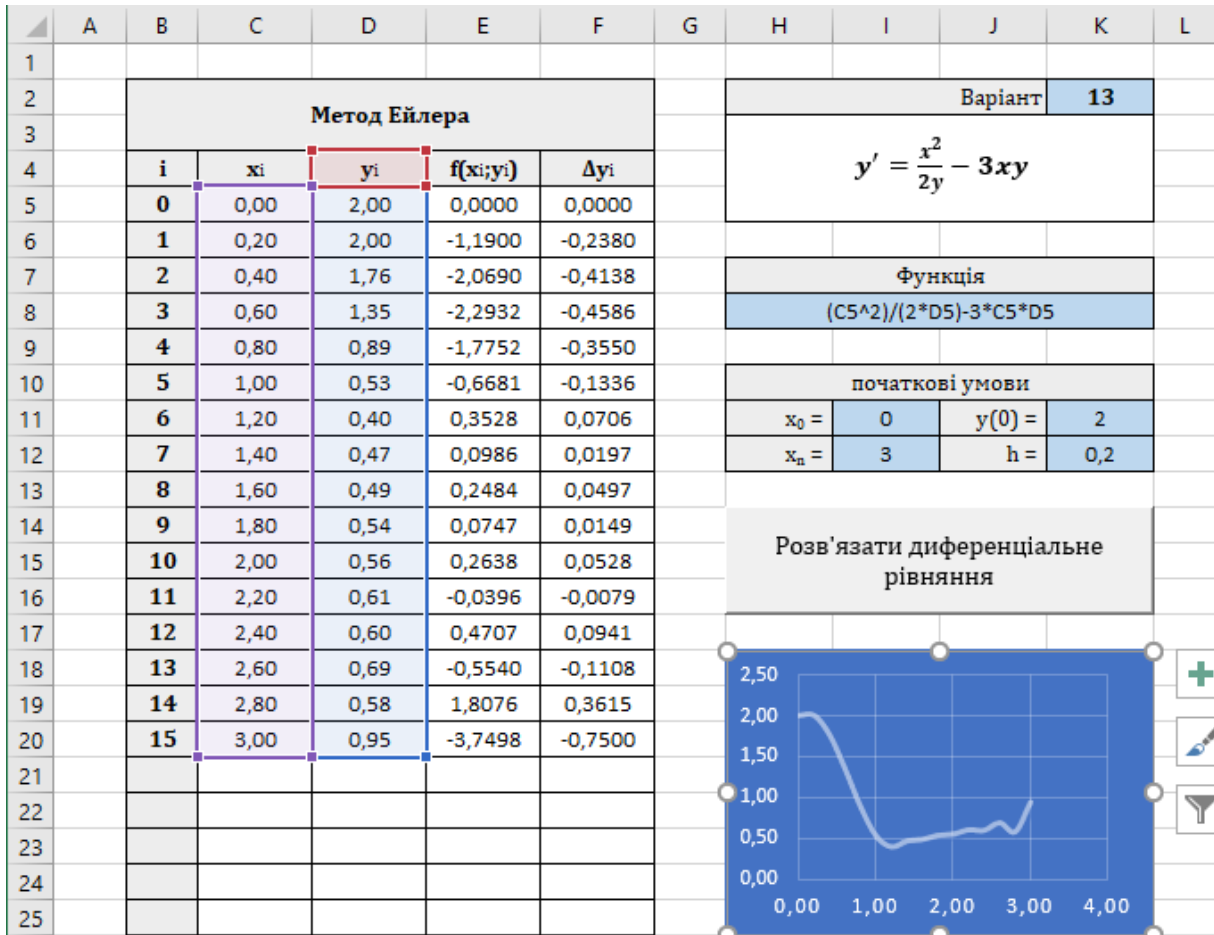 A B C D E F G H I J K L
1
2 Варіант 13
Метод Ейлера
3
y′ = x²/2y − 3xy
4 i xi yi f(xi;yi) Δyi
5 0 0,00 2,00 0,0000 0,0000
6 1 0,20 2,00 -1,1900 -0,2380
7 2 0,40 1,76 -2,0690 -0,4138 Функція
8 3 0,60 1,35 -2,2932 -0,4586 (C5^2)/(2*D5)-3*C5*D5
9 4 0,80 0,89 -1,7752 -0,3550
10 5 1,00 0,53 -0,6681 -0,1336 початкові умови
11 6 1,20 0,40 0,3528 0,0706 x₀ = 0 y(0) = 2
12 7 1,40 0,47 0,0986 0,0197 xₙ = 3 h = 0,2
13 8 1,60 0,49 0,2484 0,0497
14 9 1,80 0,54 0,0747 0,0149
Розв'язати диференціальне
15 10 2,00 0,56 0,2638 0,0528
рівняння
16 11 2,20 0,61 -0,0396 -0,0079
17 12 2,40 0,60 0,4707 0,0941
18 13 2,60 0,69 -0,5540 -0,1108
19 14 2,80 0,58 1,8076 0,3615
20 15 3,00 0,95 -3,7498 -0,7500
21
22
23
24
25
2,50
2,00
1,50
1,00
0,50
0,00
0,00 1,00 2,00 3,00 4,00